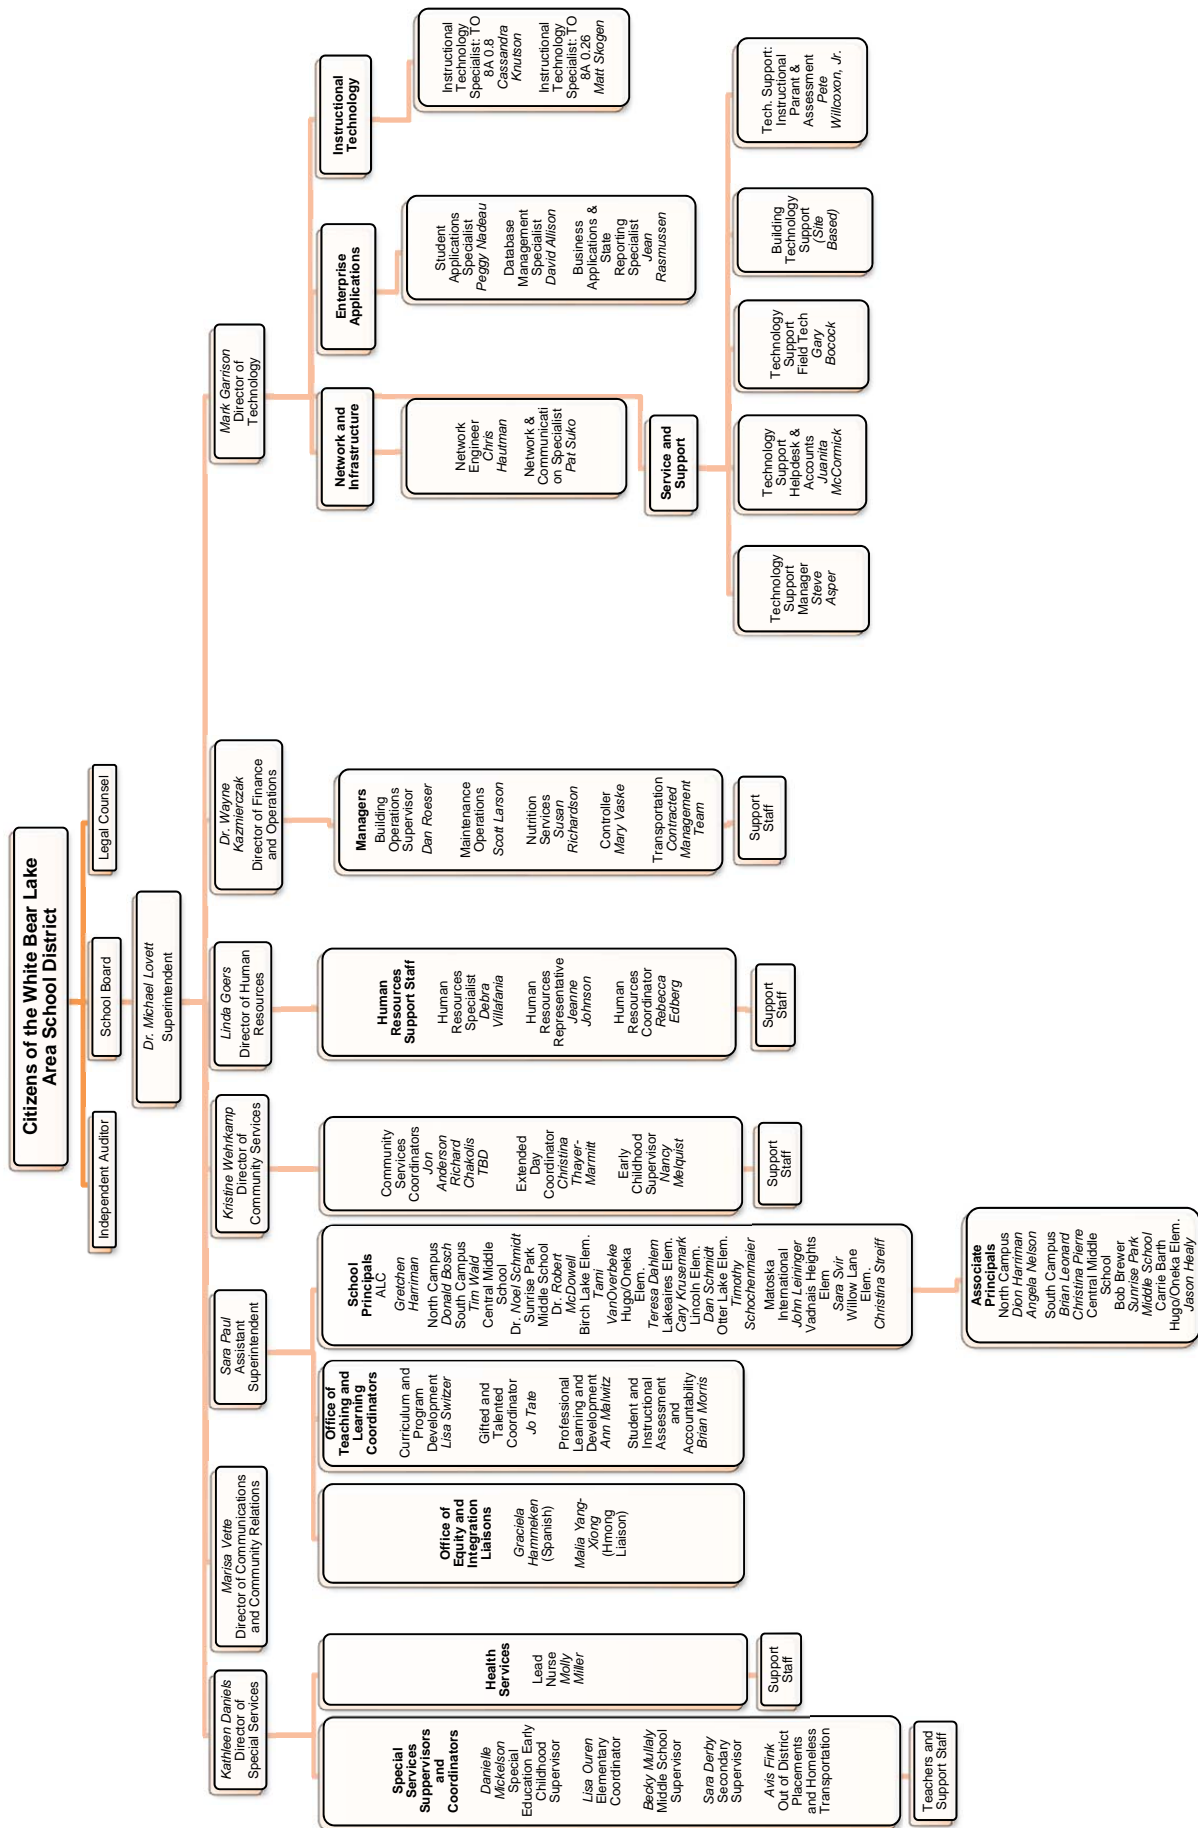 Citizens of the White Bear Lake
Area School District
Independent Auditor
School Board
Legal Counsel
Dr. Michael Lovett
Superintendent
Kathleen Daniels
Director of
Special Services
Marisa Vette
Director of Communications
and Community Relations
Sara Paul
Assistant
Superintendent
Kristine Wehrkamp
Director of
Community Services
Linda Goers
Director of Human
Resources
Dr. Wayne
Kazmierczak
Director of Finance
and Operations
Mark Garrison
Director of
Technology
Special
Services
Suppervisors
and
Coordinators
Danielle
Mickelson
Special
Education Early
Childhood
Supervisor
Lisa Ouren
Elementary
Coordinator
Becky Mullaly
Middle School
Supervisor
Sara Derby
Secondary
Supervisor
Avis Fink
Out of District
Placements
and Homeless
Transportation
Teachers and
Support Staff
Health
Services
Lead
Nurse
Molly
Miller
Support
Staff
Office of
Equity and
Integration
Liaisons
Graciela
Hammeken
(Spanish)
Malia Yang-
Xiong
(Hmong
Liaison)
Office of
Teaching and
Learning
Coordinators
Curriculum and
Program
Development
Lisa Switzer
Gifted and
Talented
Coordinator
Jo Tate
Professional
Learning and
Development
Ann Malwitz
Student and
Instructional
Assessment
and
Accountability
Brian Morris
School
Principals
ALC
Gretchen
Harriman
North Campus
Donald Bosch
South Campus
Tim Wald
Central Middle
School
Dr. Noel Schmidt
Sunrise Park
Middle School
Dr. Robert
McDowell
Birch Lake Elem.
Tami
VanOverbeke
Hugo/Oneka
Elem.
Teresa Dahlem
Lakeaires Elem.
Cary Krusemark
Lincoln Elem.
Dan Schmidt
Otter Lake Elem.
Timothy
Schochenmaier
Matoska
International
John Leininger
Vadnais Heights
Elem
Sara Svir
Willow Lane
Elem.
Christina Streiff
Associate
Principals
North Campus
Dion Harriman
Angela Nelson
South Campus
Brian Leonard
Christina Pierre
Central Middle
School
Bob Brewer
Sunrise Park
Middle School
Carrie Barth
Hugo/Oneka Elem.
Jason Healy
Community
Services
Coordinators
Jon
Anderson
Richard
Chakolis
TBD
Extended
Day
Coordinator
Christina
Thayer-
Marmitt
Early
Childhood
Supervisor
Nancy
Melquist
Support
Staff
Human
Resources
Support Staff
Human
Resources
Specialist
Debra
Villafania
Human
Resources
Representative
Jeanne
Johnson
Human
Resources
Coordinator
Rebecca
Edberg
Support
Staff
Managers
Building
Operations
Supervisor
Dan Roeser
Maintenance
Operations
Scott Larson
Nutrition
Services
Susan
Richardson
Controller
Mary Vaske
Transportation
Contracted
Management
Team
Support
Staff
Network and
Infrastructure
Network
Engineer
Chris
Hautman
Network &
Communicati
on Specialist
Pat Suko
Enterprise
Applications
Student
Applications
Specialist
Peggy Nadeau
Database
Management
Specialist
David Allison
Business
Applications &
State
Reporting
Specialist
Jean
Rasmussen
Instructional
Technology
Instructional
Technology
Specialist: TO
8A 0.8
Cassandra
Knutson
Instructional
Technology
Specialist: TO
8A 0.26
Matt Skogen
Service and
Support
Technology
Support
Manager
Steve
Asper
Technology
Support
Helpdesk &
Accounts
Juanita
McCormick
Technology
Support
Field Tech
Gary
Bocock
Building
Technology
Support
(Site
Based)
Tech. Support:
Instructional
Parant &
Assessment
Pete
Willcoxon, Jr.